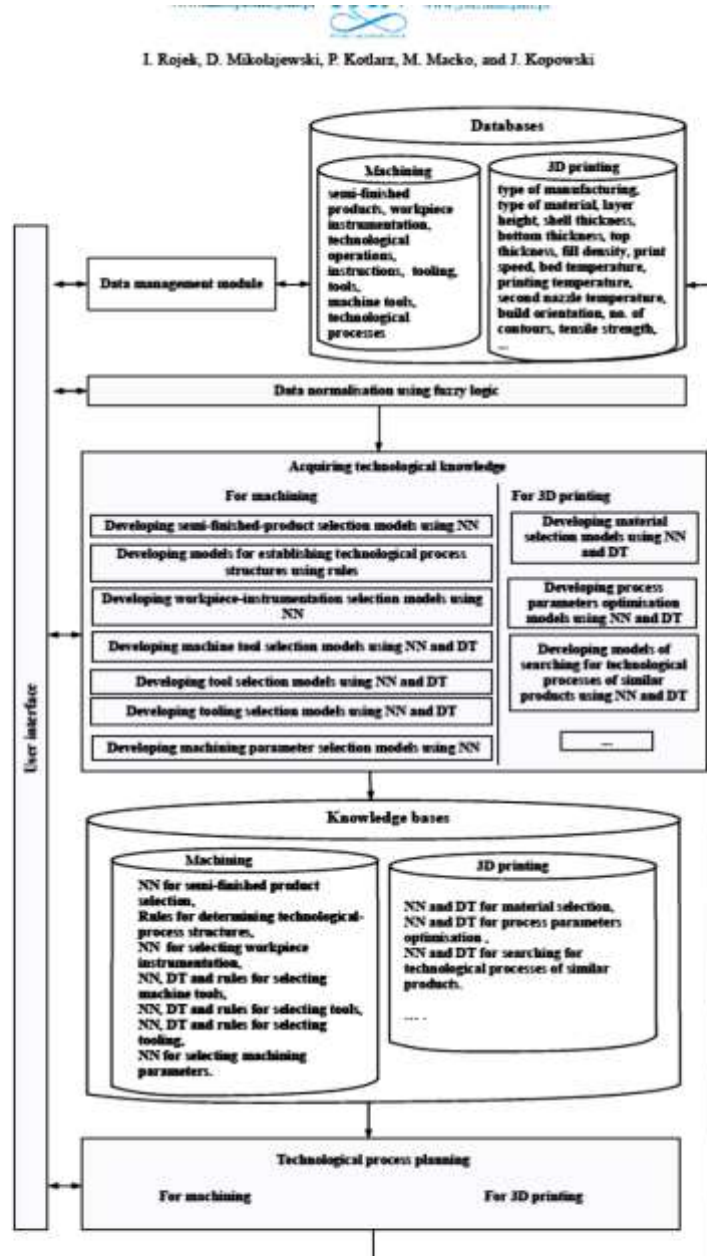 I. Rojek, D. Mikołajewski, P. Kotlarz, M. Macko, and J. Kopowski
Databases
Machining
semi-finished
products, workpiece
instrumentation,
technological
operations,
instructions, tooling,
tools,
machine tools,
technological
processes
3D printing
type of manufacturing,
type of material, layer
height, shell thickness,
bottom thickness, top
thickness, fill density, print
speed, bed temperature,
printing temperature,
second nazzle temperature,
build orientation, no. of
contours, tensile strength,
...
Data management module
Data normalisation using fuzzy logic
User interface
Acquiring technological knowledge
For machining
Developing semi-finished-product selection models using NN
Developing models for establishing technological process
structures using rules
Developing workpiece-instrumentation selection models using
NN
Developing machine tool selection models using NN and DT
Developing tool selection models using NN and DT
Developing tooling selection models using NN and DT
Developing machining parameter selection models using NN
For 3D printing
Developing material
selection models using NN
and DT
Developing process
parameters optimisation
models using NN and DT
Developing models of
searching for technological
processes of similar
products using NN and DT
...
Knowledge bases
Machining
NN for semi-finished product
selection,
Rules for determining technological-
process structures,
NN for selecting workpiece
instrumentation,
NN, DT and rules for selecting
machine tools,
NN, DT and rules for selecting tools,
NN, DT and rules for selecting
tooling,
NN for selecting machining
parameters.
3D printing
NN and DT for material selection,
NN and DT for process parameters
optimisation ,
NN and DT for searching for
technological processes of similar
products.
.... .
Technological process planning
For machining
For 3D printing